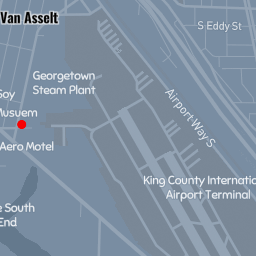 Van Asselt
S Eddy St
Georgetown
Steam Plant
Soy
Musuem
Airport Way S
Aero Motel
King County Internatio
Airport Terminal
e South
End